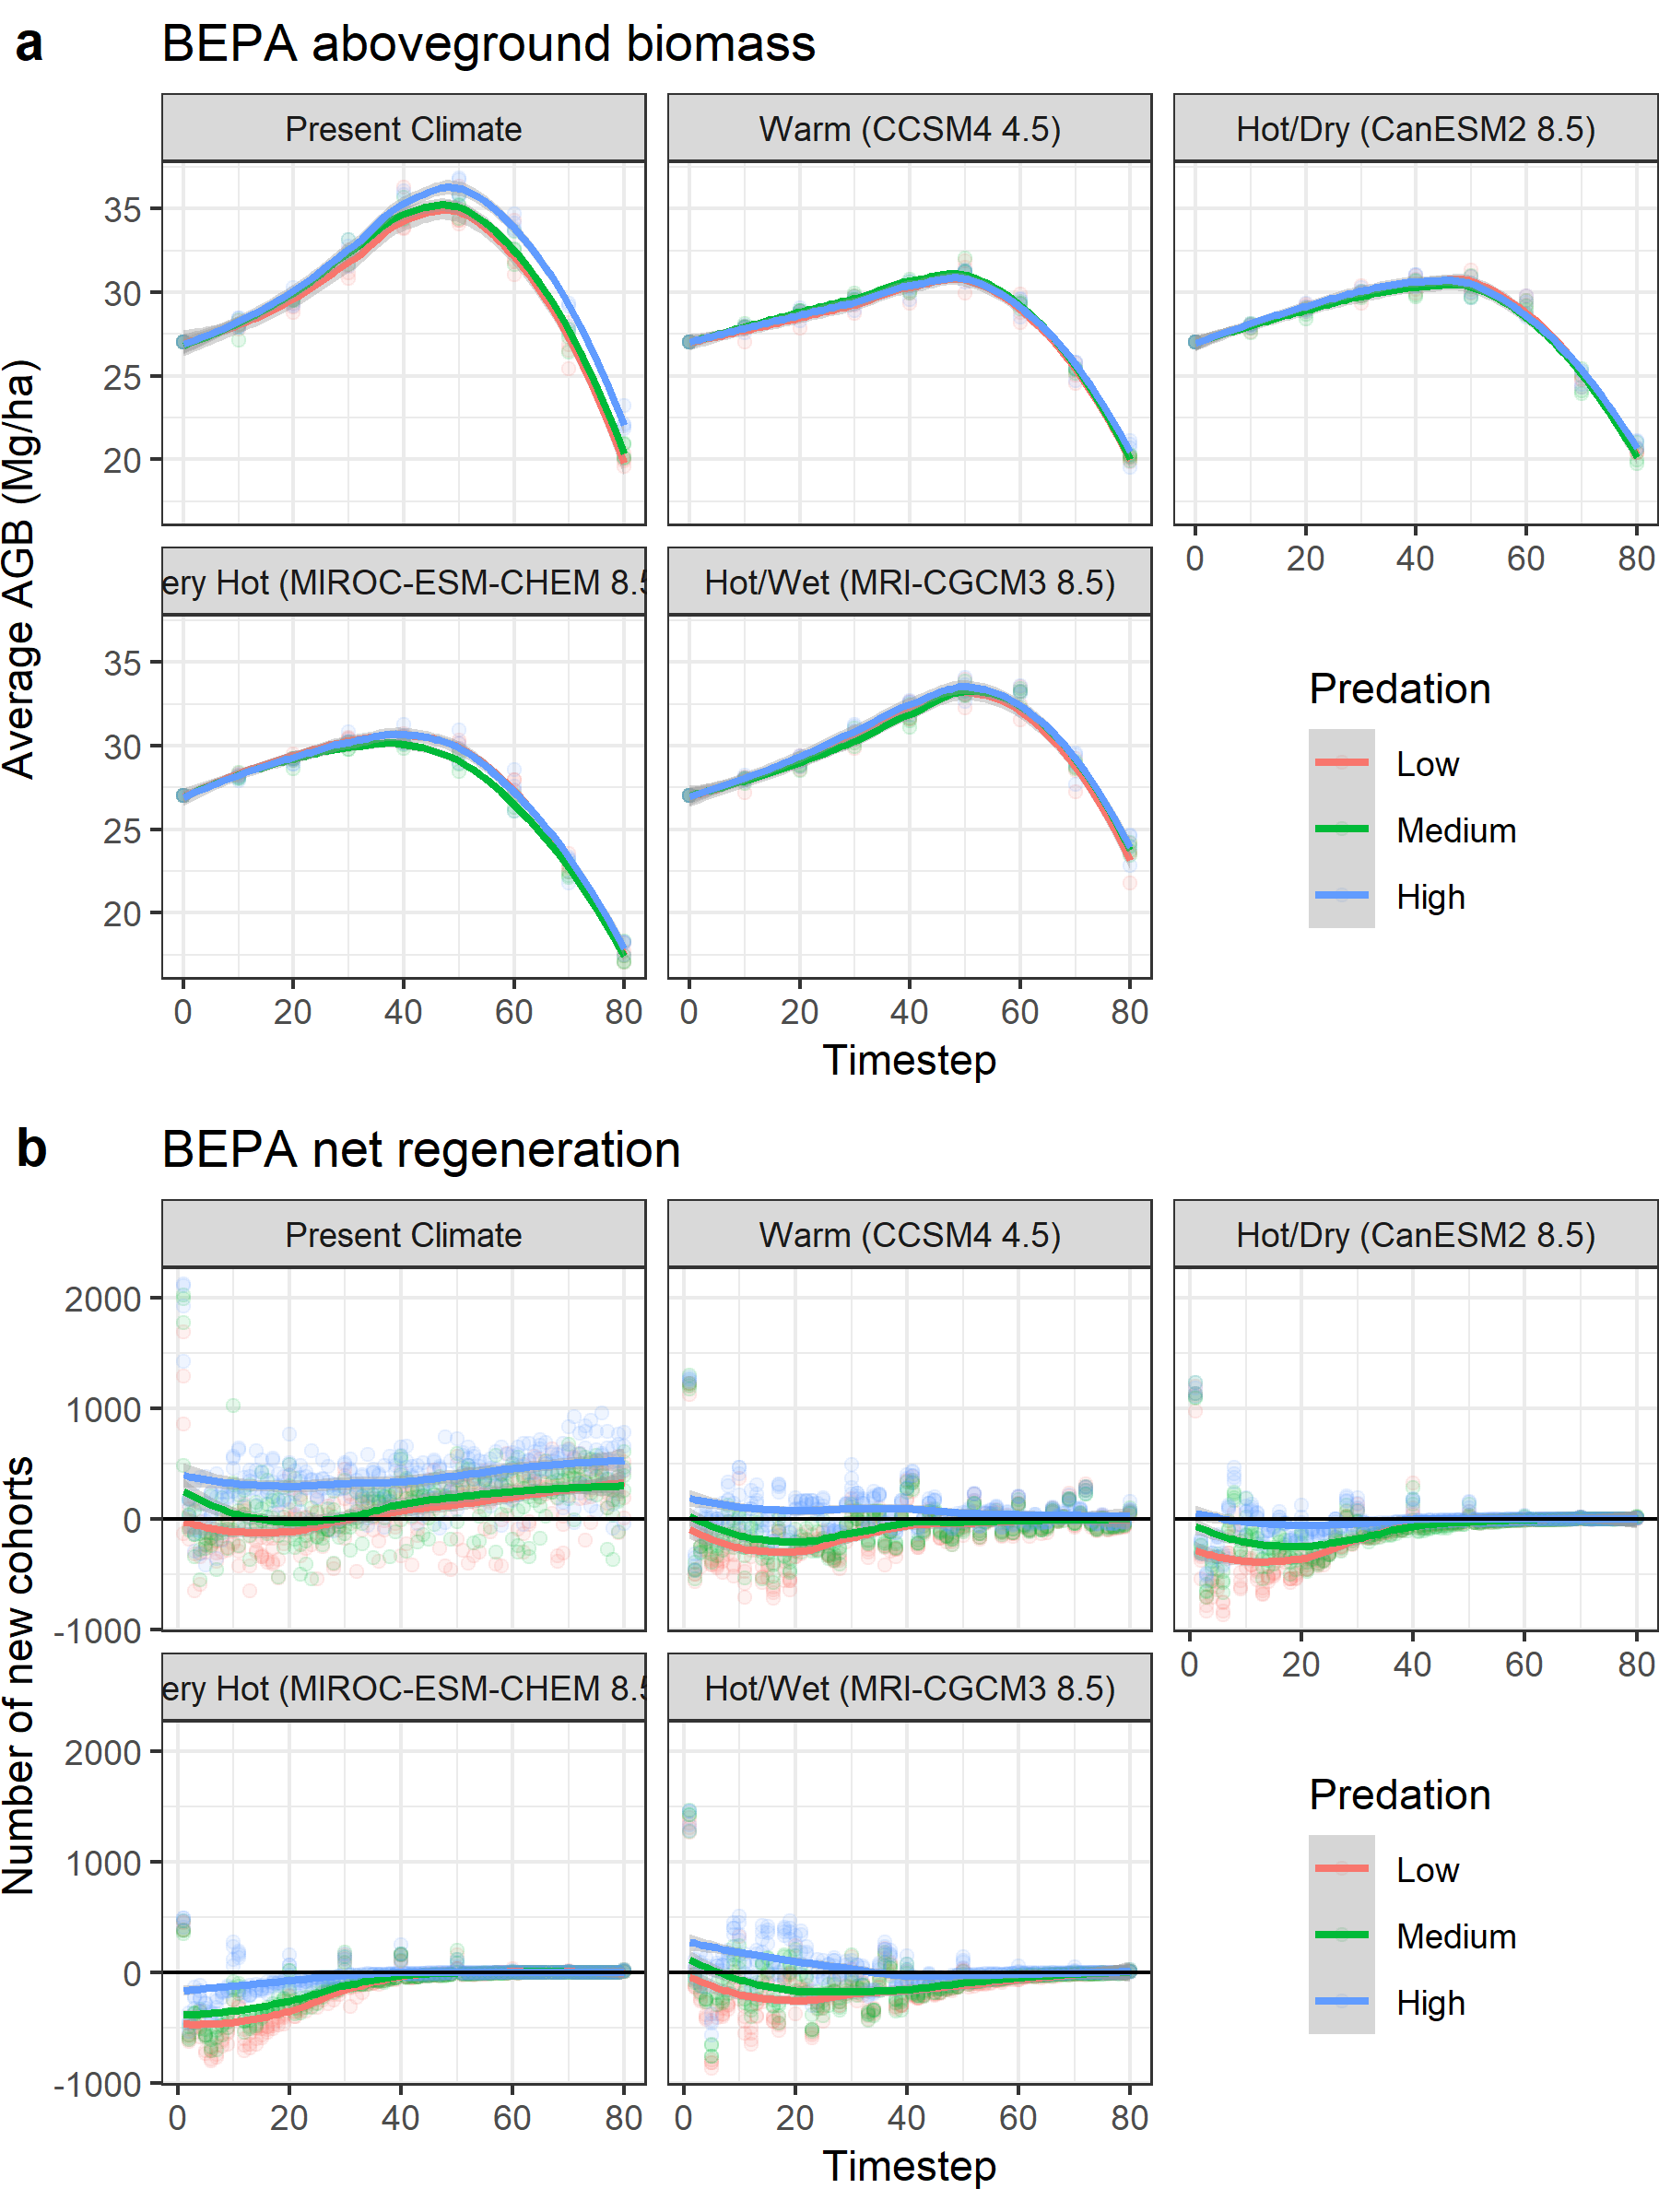 a BEPA aboveground biomass
Present Climate
Warm (CCSM4 4.5)
Hot/Dry (CanESM2 8.5)
Average AGB (Mg/ha)
35
30
25
20
0 20 40 60 80
ery Hot (MIROC-ESM-CHEM 8.5
Hot/Wet (MRI-CGCM3 8.5)
35
30
25
20
0 20 40 60 80
0 20 40 60 80
Timestep
Predation
Low
Medium
High
b BEPA net regeneration
Present Climate
Warm (CCSM4 4.5)
Hot/Dry (CanESM2 8.5)
Number of new cohorts
2000
1000
0
-1000
0 20 40 60 80
ery Hot (MIROC-ESM-CHEM 8.5
Hot/Wet (MRI-CGCM3 8.5)
2000
1000
0
-1000
0 20 40 60 80
0 20 40 60 80
Timestep
Predation
Low
Medium
High